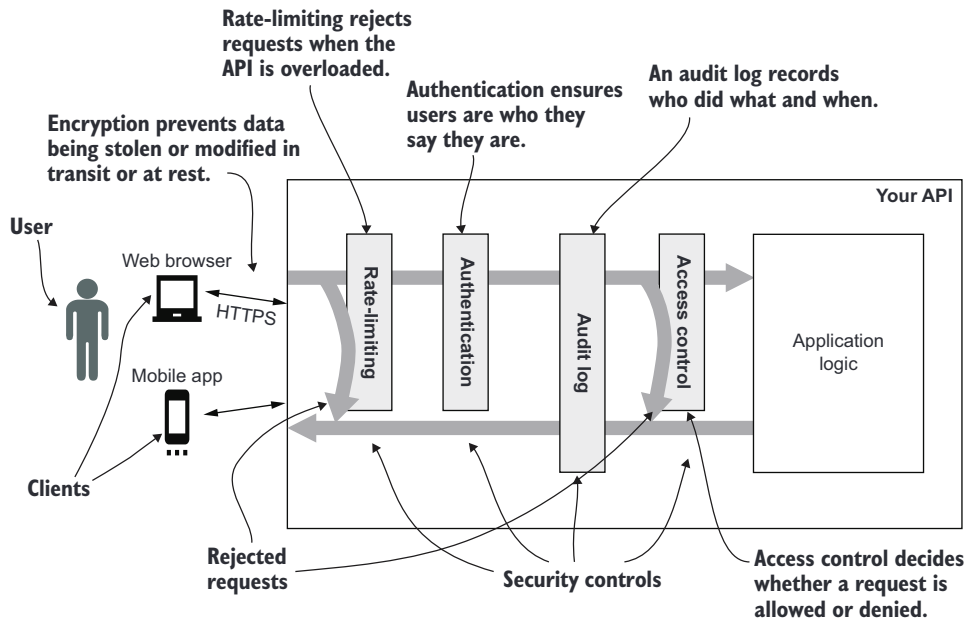 Rate-limiting rejects
requests when the
API is overloaded.
Authentication ensures
users are who they
say they are.
An audit log records
who did what and when.
Encryption prevents data
being stolen or modified in
transit or at rest.
Your API
User
Web browser
HTTPS
Mobile app
Clients
Rate-limiting
Authentication
Audit log
Access control
Application
logic
Rejected
requests
Security controls
Access control decides
whether a request is
allowed or denied.